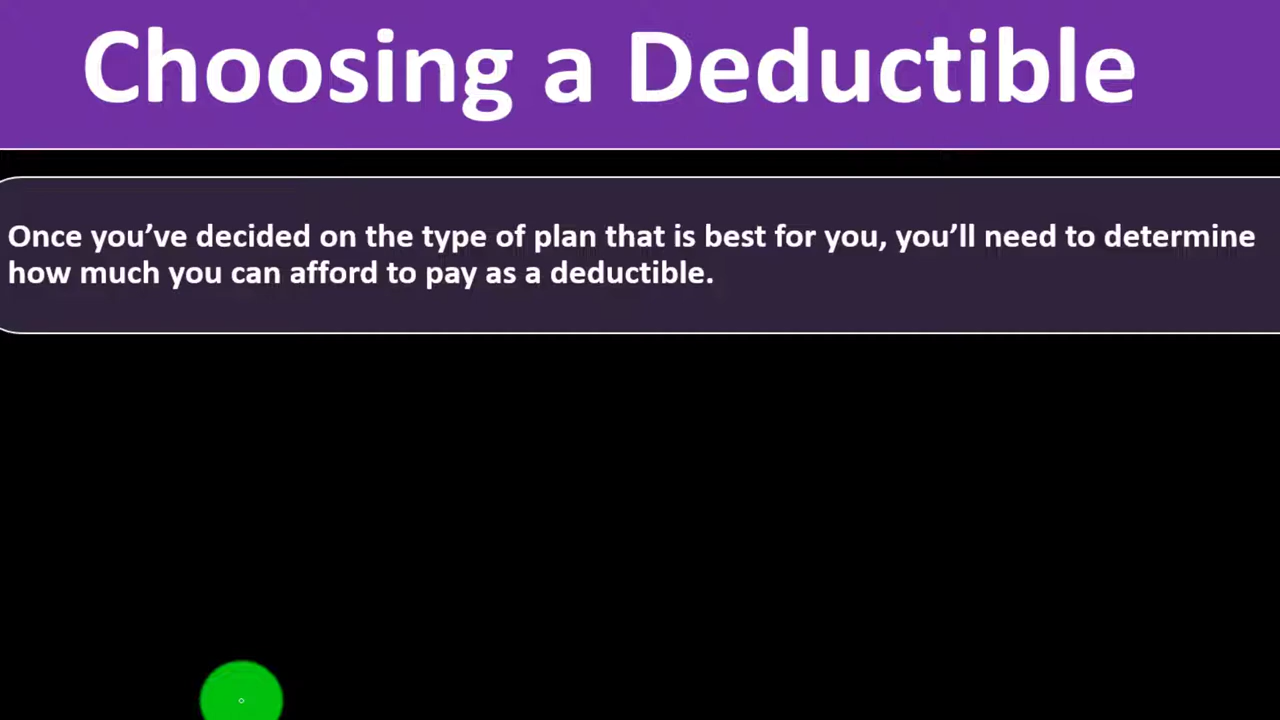 Choosing a Deductible
Once you’ve decided on the type of plan that is best for you, you’ll need to determine
how much you can afford to pay as a deductible.